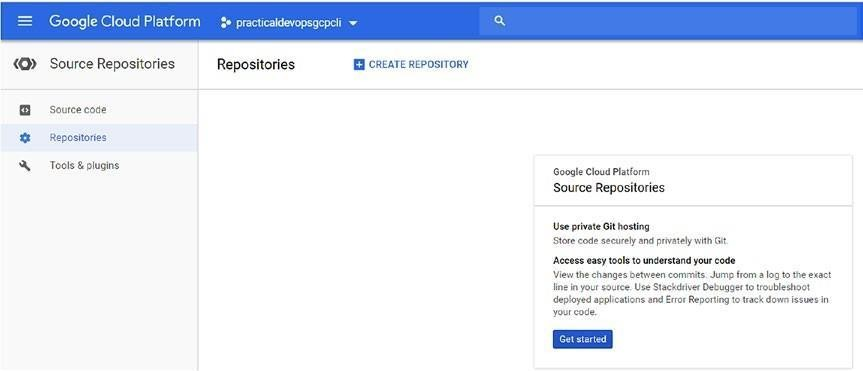 Google Cloud Platform
practicaldevopsgcpcli
Source Repositories
Repositories
CREATE REPOSITORY
Source code
Repositories
Tools & plugins
Google Cloud Platform
Source Repositories
Use private Git hosting
Store code securely and privately with Git.
Access easy tools to understand your code
View the changes between commits. Jump from a log to the exact
line in your source. Use Stackdriver Debugger to troubleshoot
deployed applications and Error Reporting to track down issues in
your code.
Get started